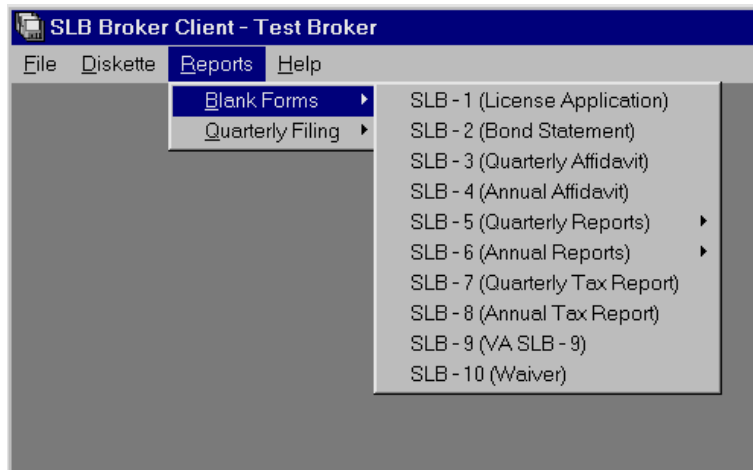 SLB Broker Client - Test Broker
File Diskette Reports Help
Blank Forms
Quarterly Filing
SLB - 1 (License Application)
SLB - 2 (Bond Statement)
SLB - 3 (Quarterly Affidavit)
SLB - 4 (Annual Affidavit)
SLB - 5 (Quarterly Reports)
SLB - 6 (Annual Reports)
SLB - 7 (Quarterly Tax Report)
SLB - 8 (Annual Tax Report)
SLB - 9 (VA SLB - 9)
SLB - 10 (Waiver)